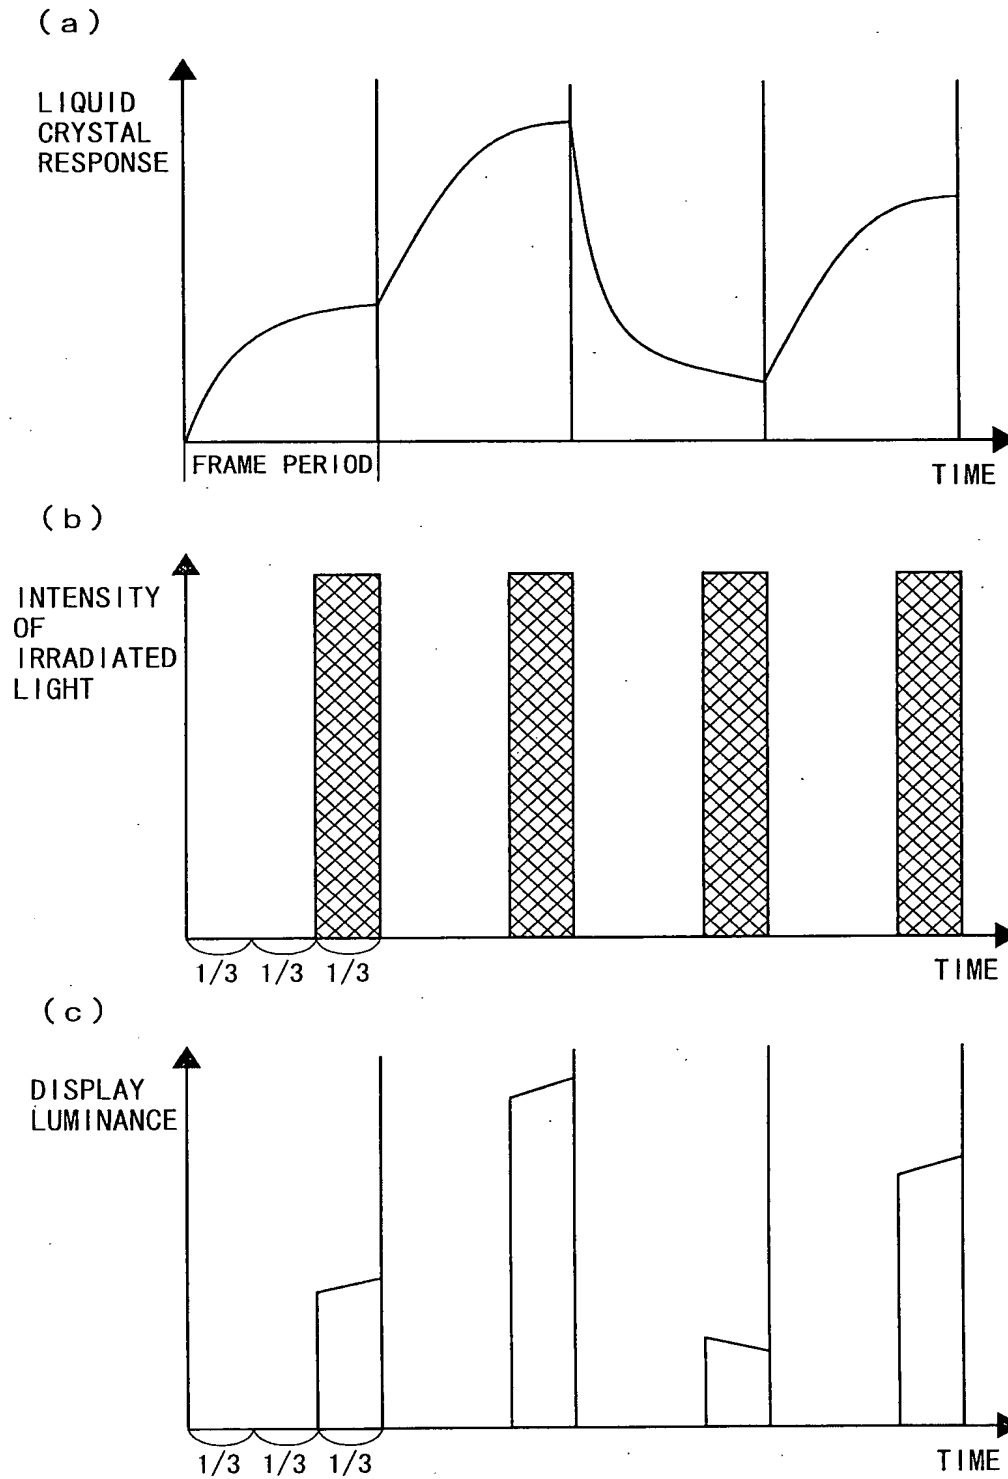 (a)
LIQUID
CRYSTAL
RESPONSE
FRAME PERIOD
TIME
(b)
INTENSITY
OF
IRRADIATED
LIGHT
1/3 1/3 1/3
TIME
(c)
DISPLAY
LUMINANCE
1/3 1/3 1/3
TIME